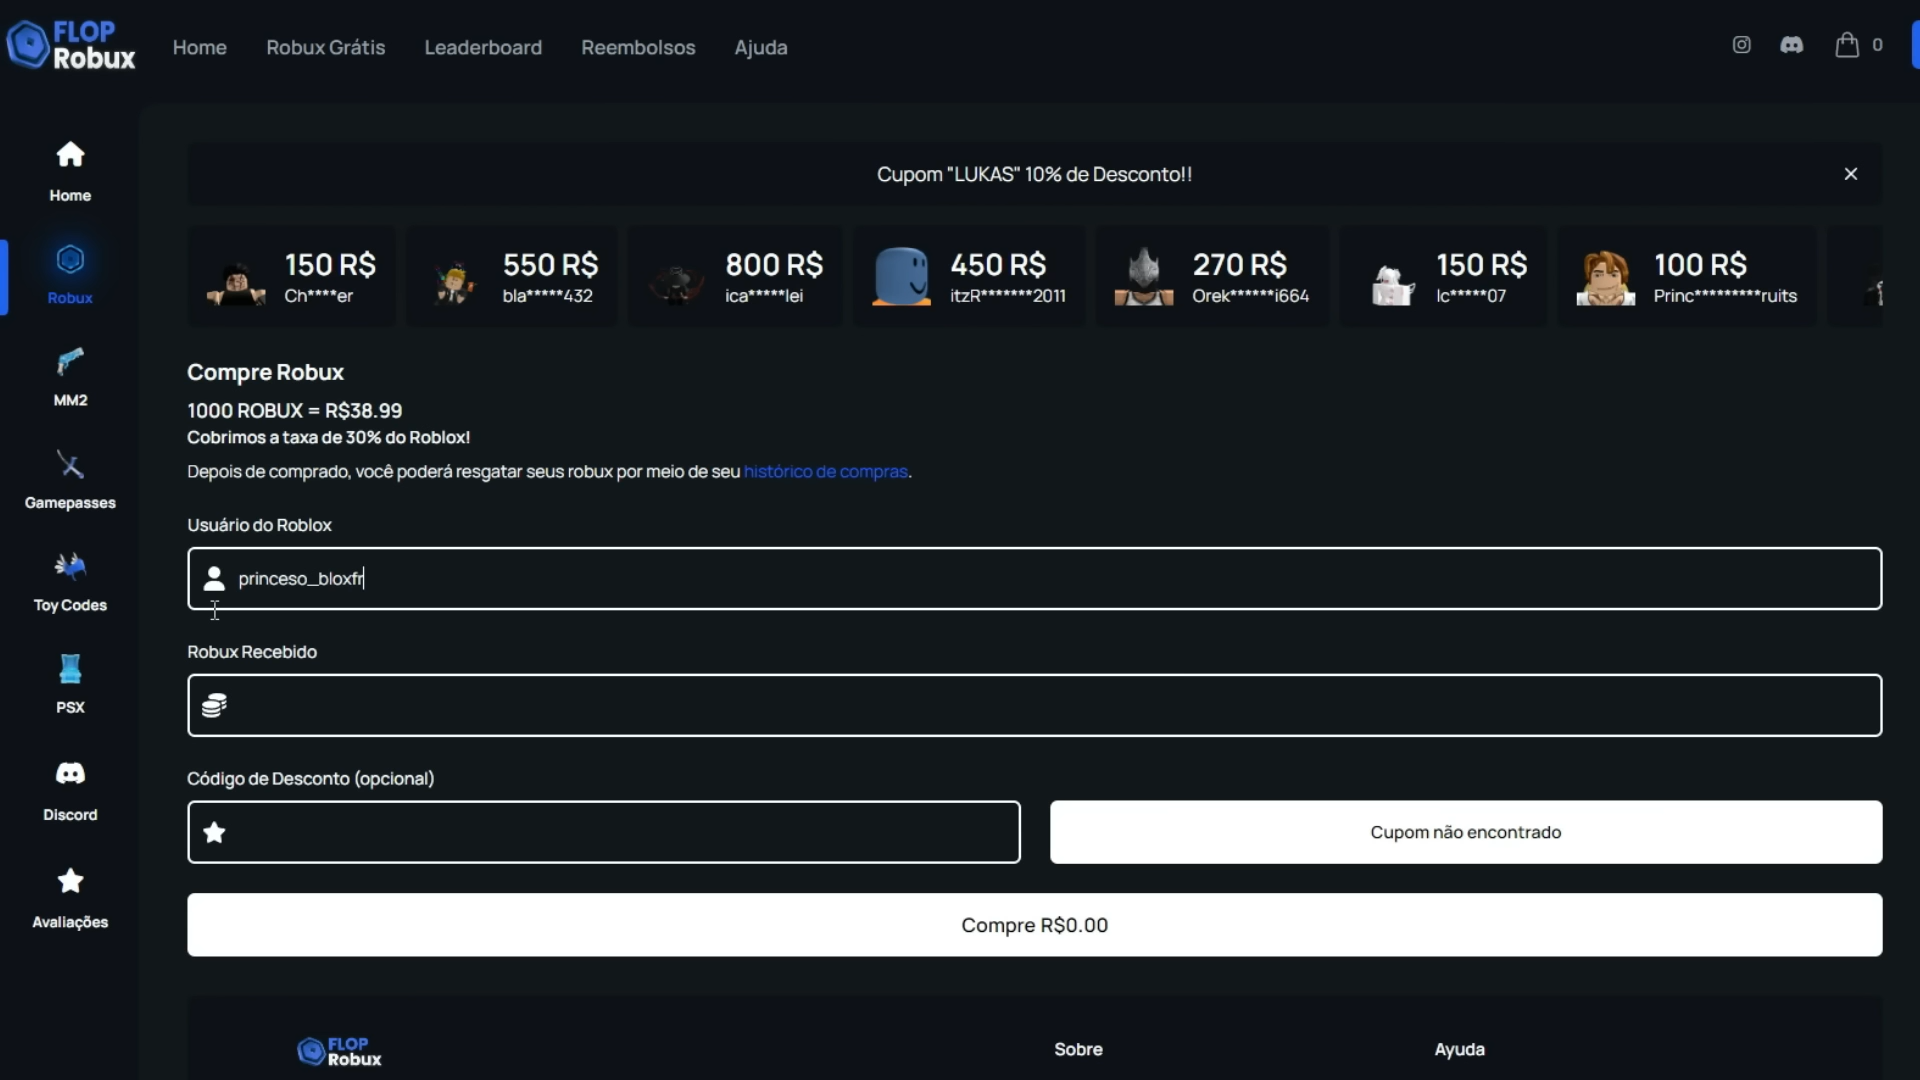 FLOP
Robux
Home
Robux Grátis
Leaderboard
Reembolsos
Ajuda
0
Home
Robux
MM2
Gamepasses
Toy Codes
PSX
Discord
Avaliações
Cupom "LUKAS" 10% de Desconto!!
150 R$
Ch****er
550 R$
bla*****432
800 R$
ica*****lei
450 R$
itzR*******2011
270 R$
Orek******i664
150 R$
lc*****07
100 R$
Princ*********ruits
Compre Robux
1000 ROBUX = R$38.99
Cobrimos a taxa de 30% do Roblox!
Depois de comprado, você poderá resgatar seus robux por meio de seu histórico de compras.
Usuário do Roblox
princeso_bloxfr
Robux Recebido
Código de Desconto (opcional)
Cupom não encontrado
Compre R$0.00
FLOP
Robux
Sobre
Ayuda